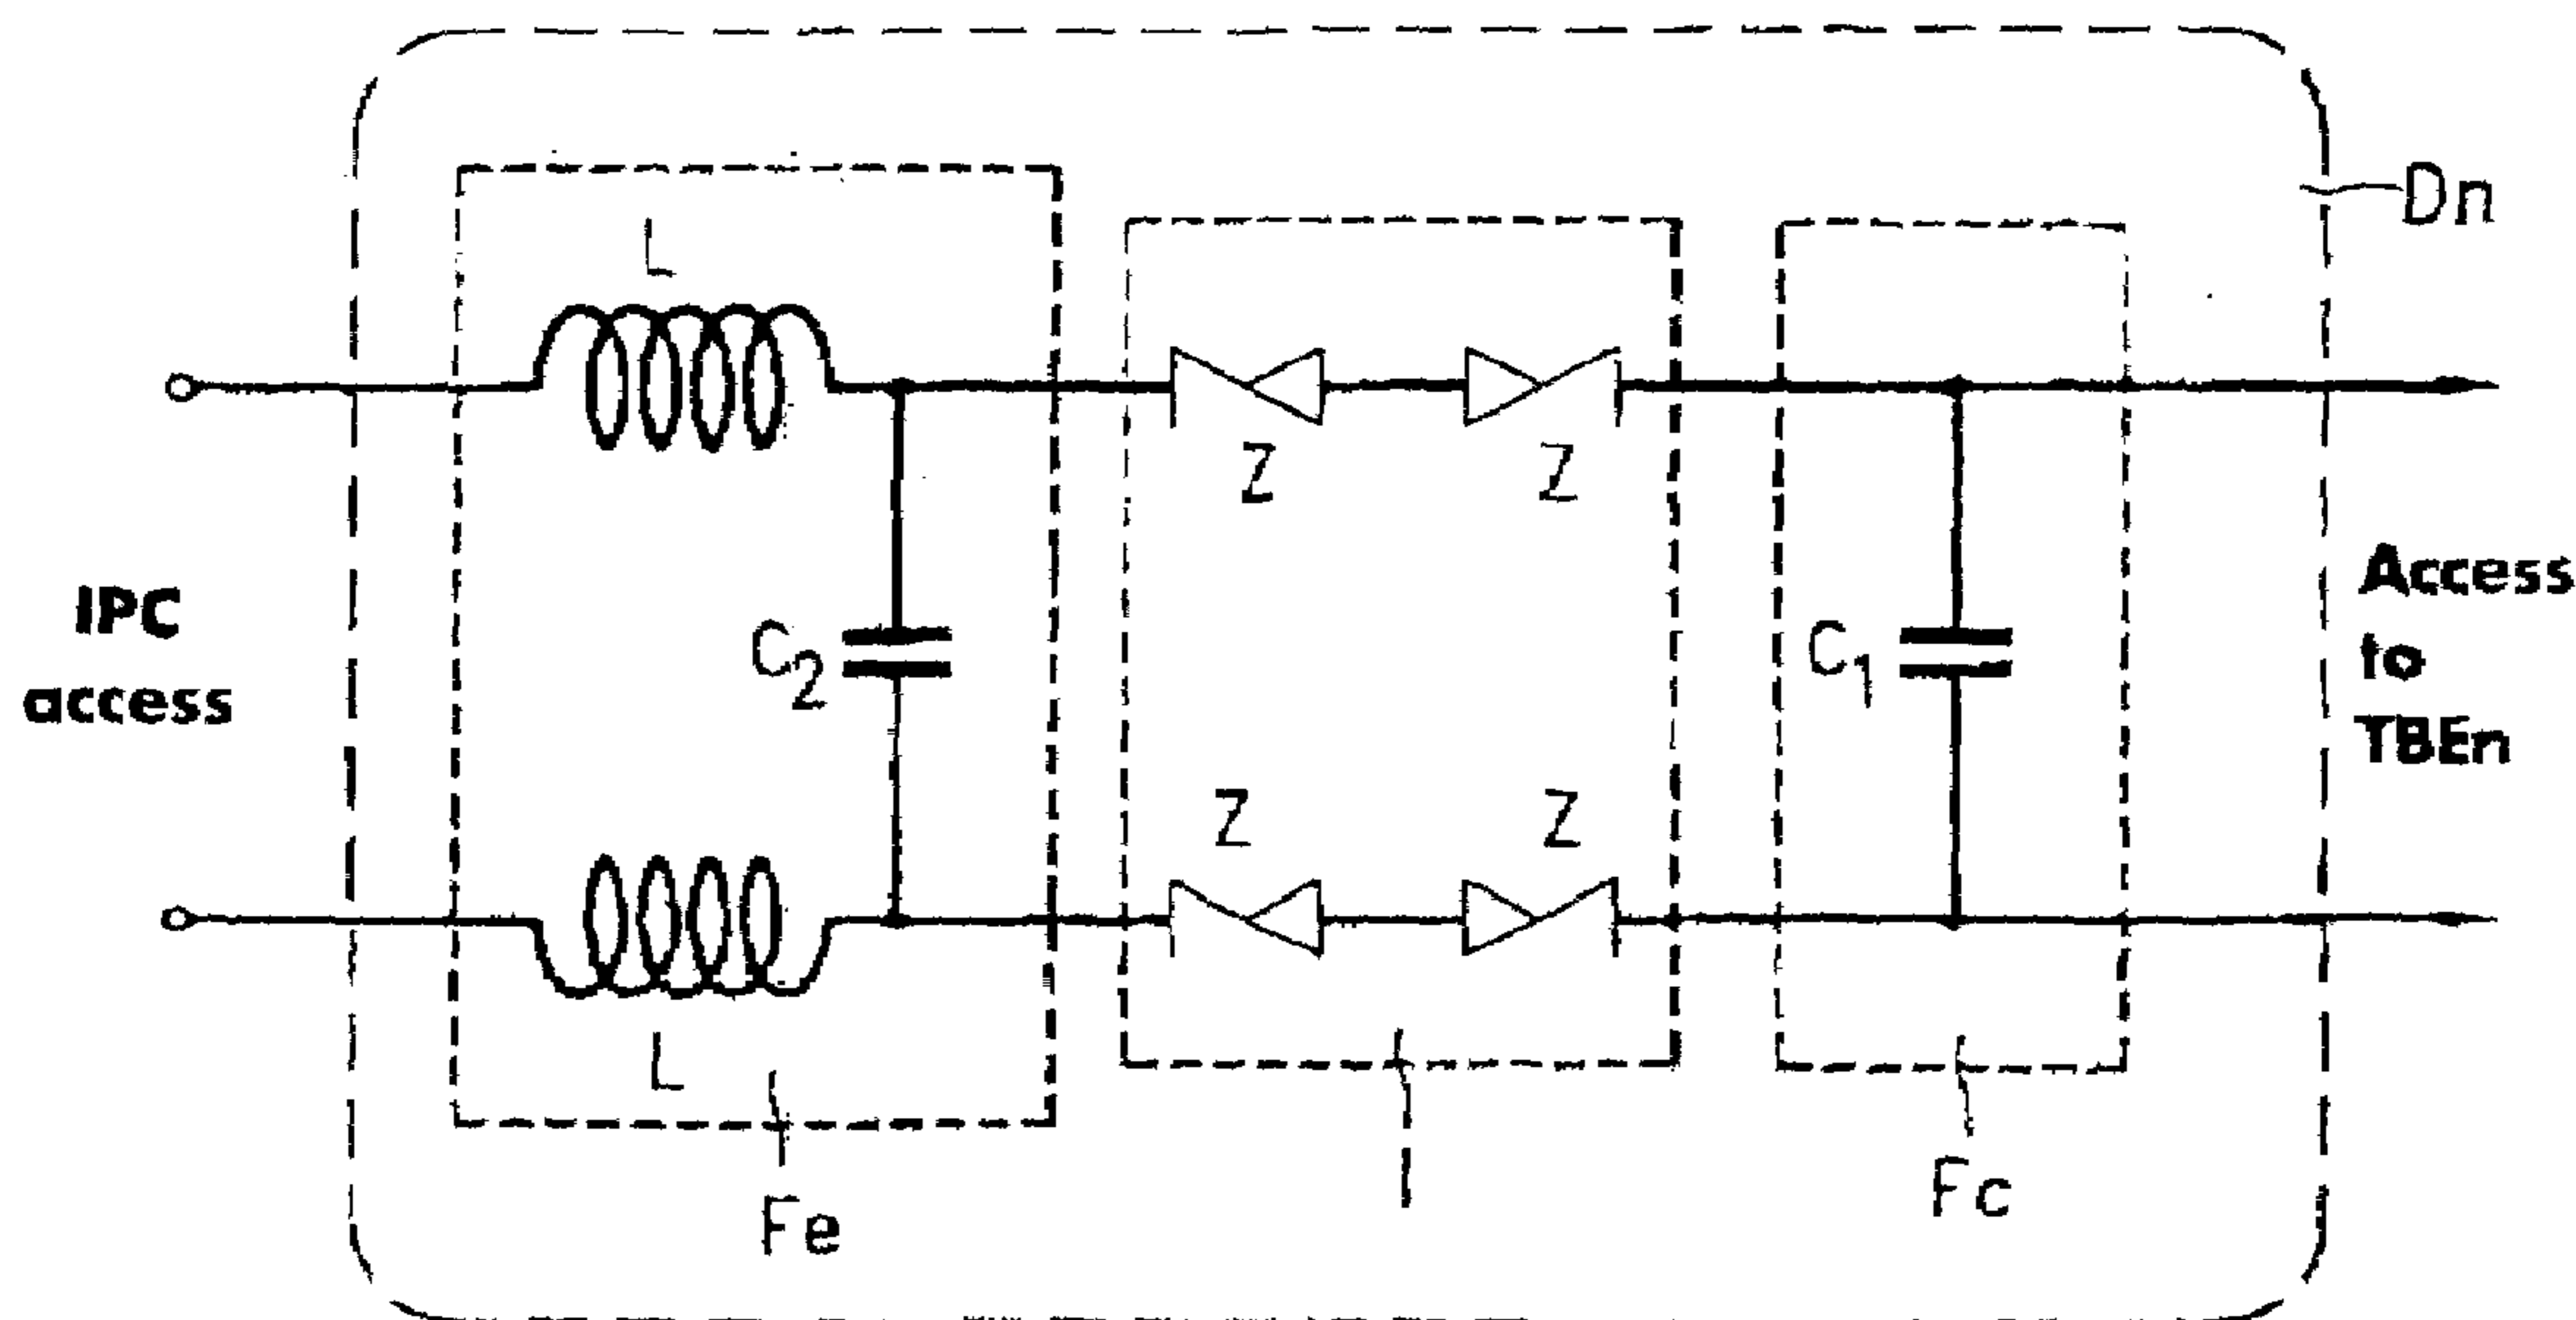 Dn
L
IPC
access
Z Z
C2
C1
Access
to
TBEn
Z Z
L
Fe
I
Fc